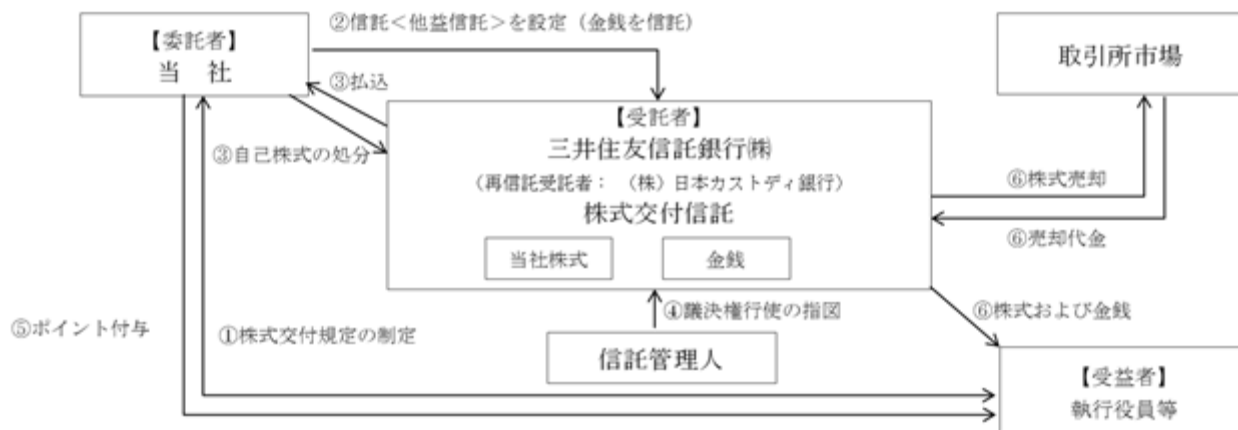 ②信託＜他益信託＞を設定（金銭を信託）
【委託者】
当　社
取引所市場
③払込
【受託者】
三井住友信託銀行㈱
③自己株式の処分
（再信託受託者：　（株）日本カストディ銀行）
⑥株式売却
株式交付信託
⑥売却代金
当社株式
金銭
④議決権行使の指図
⑥株式および金銭
⑤ポイント付与
①株式交付規定の制定
信託管理人
【受益者】
執行役員等